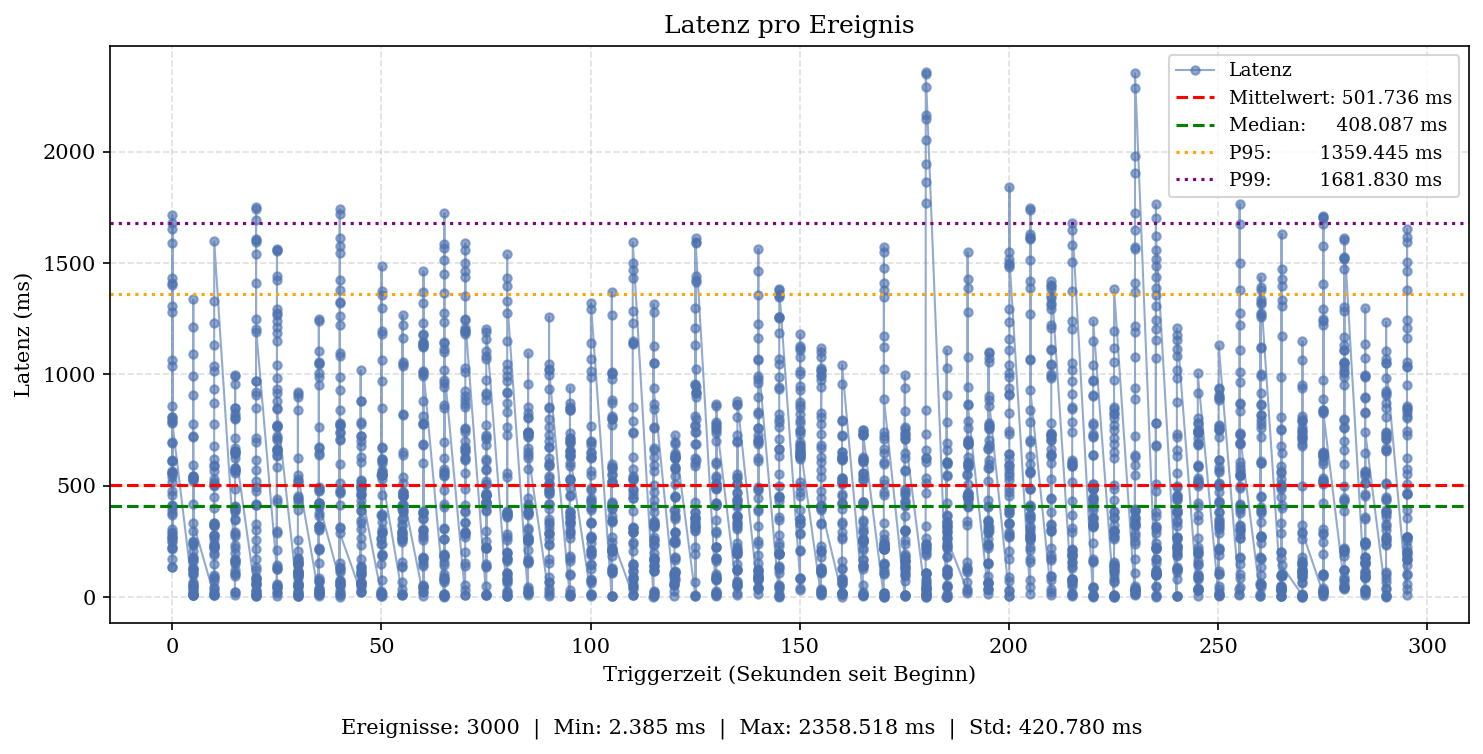 Latenz pro Ereignis
Latenz (ms)
2000
1500
1000
500
0
Latenz
Mittelwert: 501.736 ms
Median: 408.087 ms
P95: 1359.445 ms
P99: 1681.830 ms
0 50 100 150 200 250 300
Triggerzeit (Sekunden seit Beginn)
Ereignisse: 3000 | Min: 2.385 ms | Max: 2358.518 ms | Std: 420.780 ms